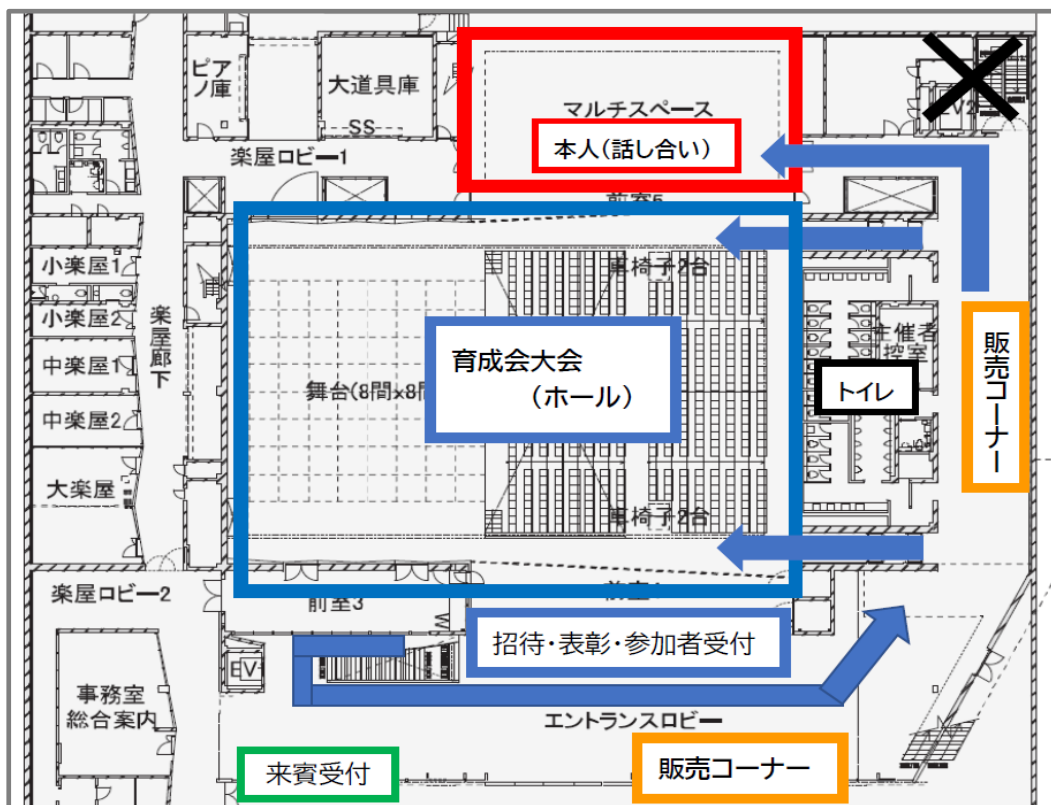 ピア
ノ庫
大道具庫
SS
マルチスペース
本人(話し合い)
EV2
楽屋ロビー1
小楽屋1
小楽屋2
中楽屋1
中楽屋2
大楽屋
楽屋廊下
車椅子2台
育成会大会
(ホール)
舞台(8間×8間
主催者
控室
トイレ
販売コーナー
車椅子2台
楽屋ロビー2
前室3
招待・表彰・参加者受付
EV
事務室
総合案内
エントランスロビー
来賓受付
販売コーナー